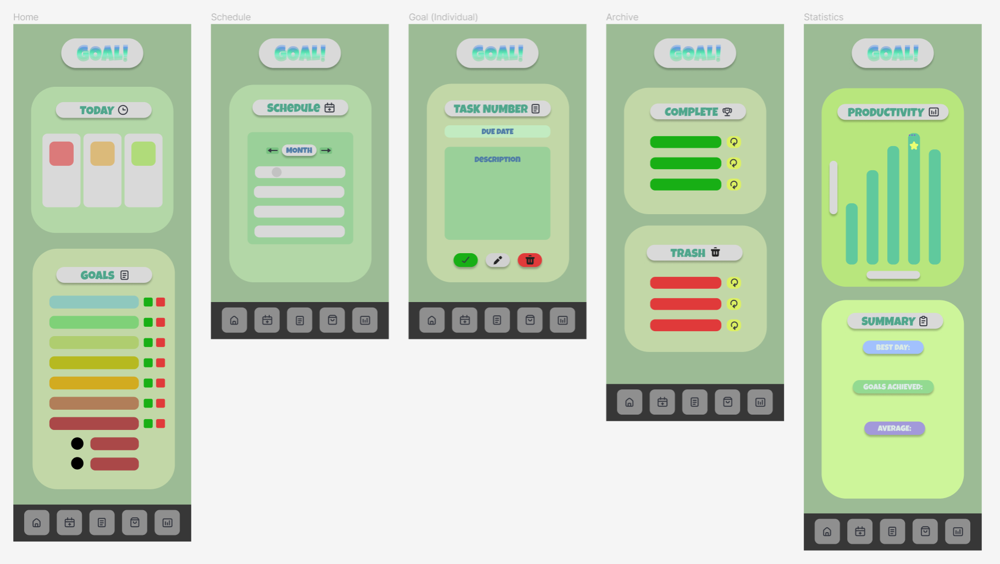 Home
GOAL!
TODAY
GOALS
Schedule
GOAL!
SCHEDULE
MONTH
Goal (Individual)
GOAL!
TASK NUMBER
DUE DATE
DESCRIPTION
Archive
GOAL!
COMPLETE
TRASH
Statistics
GOAL!
PRODUCTIVITY
SUMMARY
BEST DAY:
GOALS ACHIEVED:
AVERAGE: